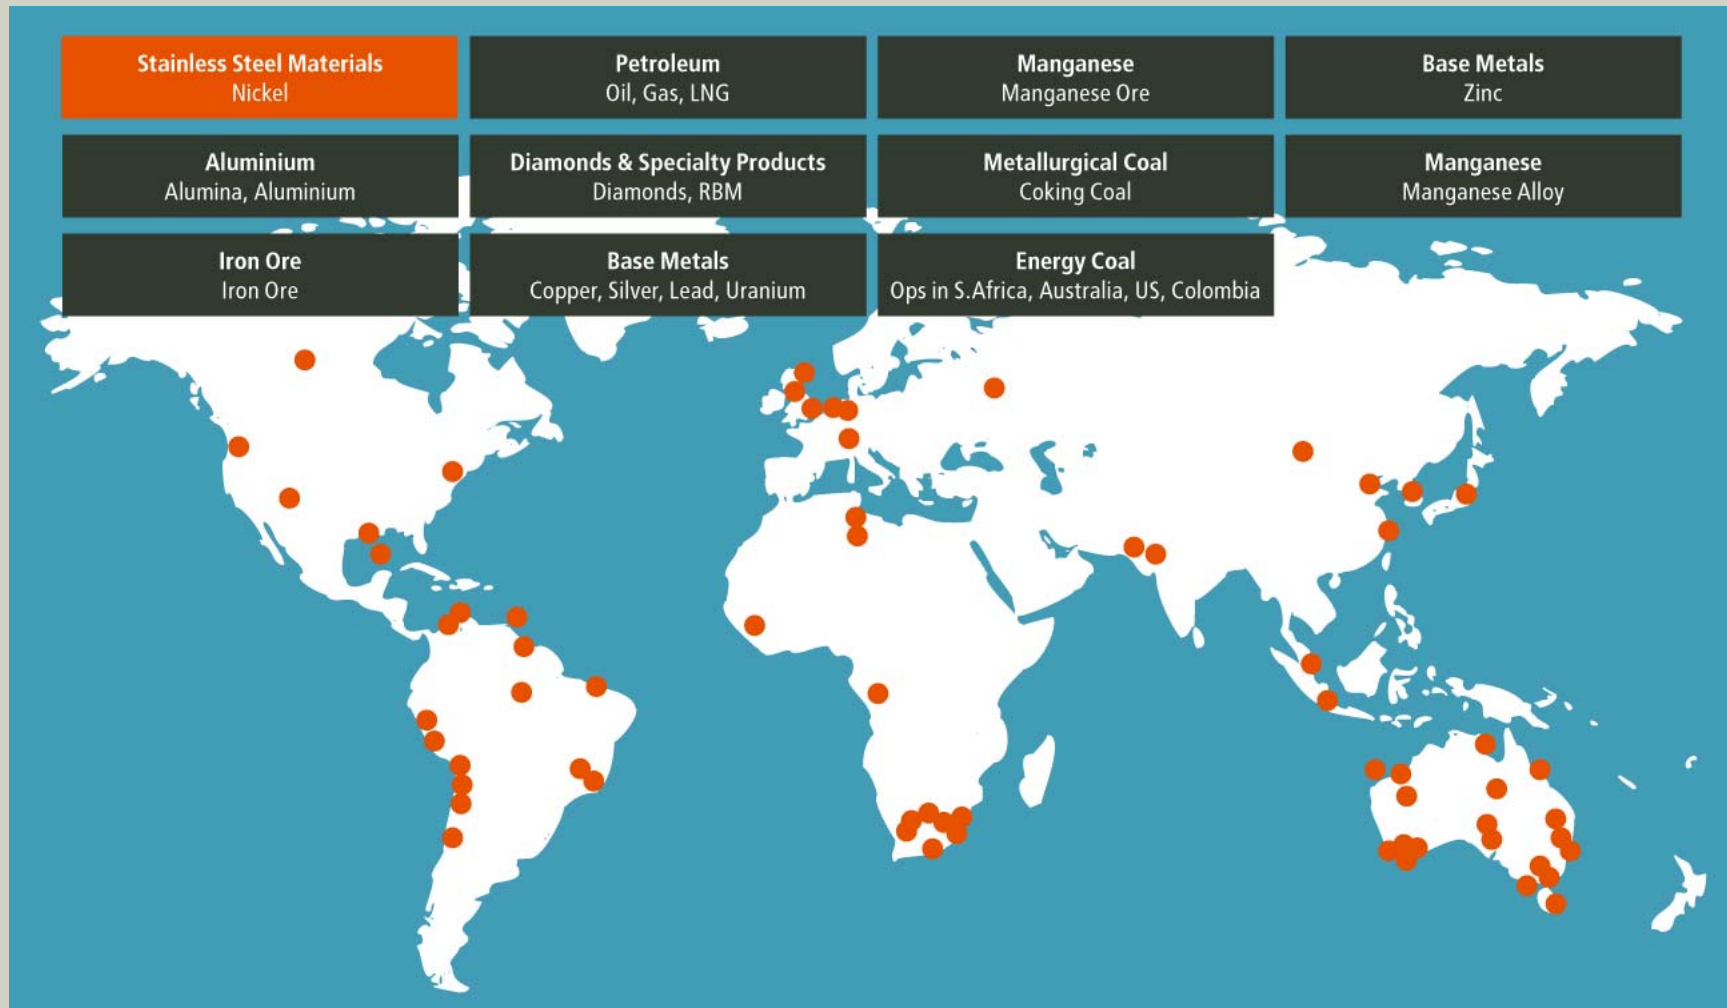 Stainless Steel Materials
Nickel
Petroleum
Oil, Gas, LNG
Manganese
Manganese Ore
Base Metals
Zinc
Aluminium
Alumina, Aluminium
Diamonds & Specialty Products
Diamonds, RBM
Metallurgical Coal
Coking Coal
Manganese
Manganese Alloy
Iron Ore
Iron Ore
Base Metals
Copper, Silver, Lead, Uranium
Energy Coal
Ops in S.Africa, Australia, US, Colombia